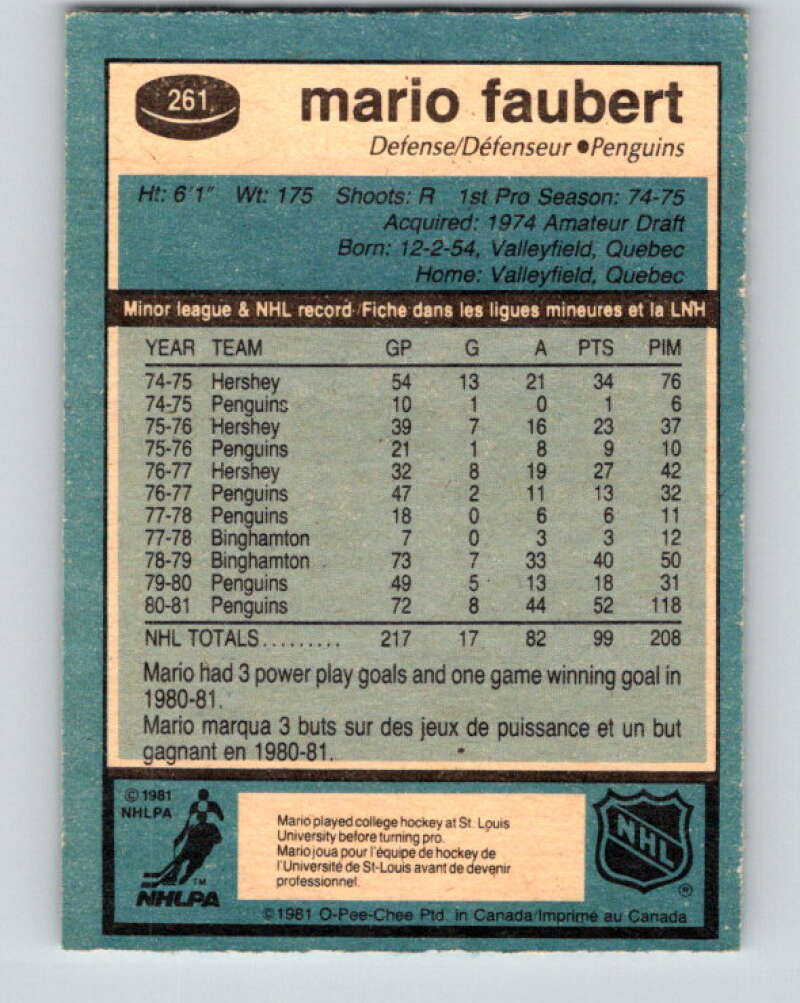 261
mario faubert
Defense/Défenseur ●Penguins
Ht: 6'1" Wt: 175 Shoots: R 1st Pro Season: 74-75
Acquired: 1974 Amateur Draft
Born: 12-2-54, Valleyfield, Quebec
Home: Valleyfield, Quebec
Minor league & NHL record/Fiche dans les ligues mineures et la LNH
YEAR TEAM GP G A PTS PIM
74-75 Hershey 54 13 21 34 76
74-75 Penguins 10 1 0 1 6
75-76 Hershey 39 7 16 23 37
75-76 Penguins 21 1 8 9 10
76-77 Hershey 32 8 19 27 42
76-77 Penguins 47 2 11 13 32
77-78 Penguins 18 0 6 6 11
77-78 Binghamton 7 0 3 3 12
78-79 Binghamton 73 7 33 40 50
79-80 Penguins 49 5 13 18 31
80-81 Penguins 72 8 44 52 118
NHL TOTALS......... 217 17 82 99 208
Mario had 3 power play goals and one game winning goal in
1980-81.
Mario marqua 3 buts sur des jeux de puissance et un but
gagnant en 1980-81.
© 1981
NHLPA
TM
NHLPA
Mario played college hockey at St. Louis
University before turning pro.
Mario joua pour l'équipe de hockey de
l'Université de St-Louis avant de devenir
professionnel.
NHL
®
© 1981 O-Pee-Chee Ptd. in Canada/Imprimé au Canada